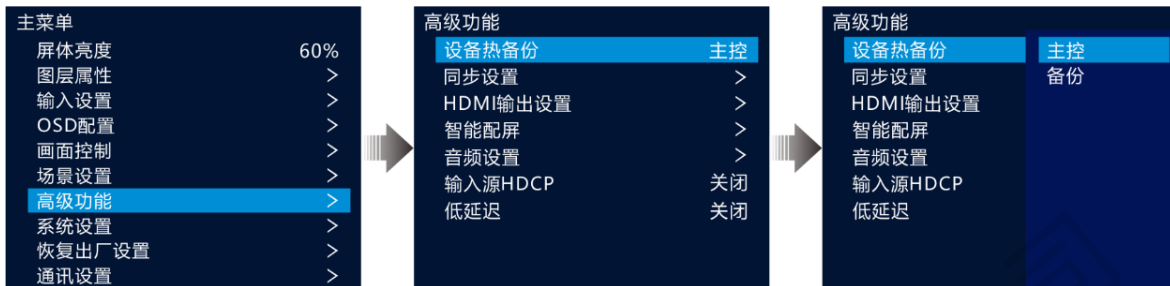 主菜单
屏体亮度 60%
图层属性 >
输入设置 >
OSD配置 >
画面控制 >
场景设置 >
高级功能 >
系统设置 >
恢复出厂设置 >
通讯设置 >
高级功能
设备热备份 主控
同步设置 >
HDMI输出设置 >
智能配屏 >
音频设置 >
输入源HDCP 关闭
低延迟 关闭
高级功能
设备热备份 主控
同步设置 备份
HDMI输出设置
智能配屏
音频设置
输入源HDCP
低延迟